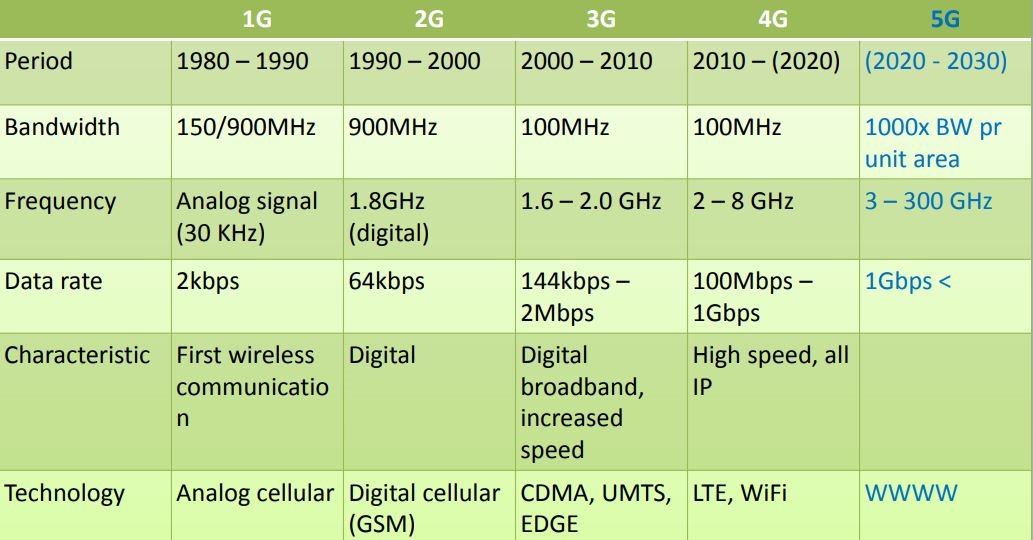 1G 2G 3G 4G 5G
Period 1980 – 1990 1990 – 2000 2000 – 2010 2010 – (2020) (2020 - 2030)
Bandwidth 150/900MHz 900MHz 100MHz 100MHz 1000x BW pr
unit area
Frequency Analog signal 1.8GHz 1.6 – 2.0 GHz 2 – 8 GHz 3 – 300 GHz
(30 KHz) (digital)
Data rate 2kbps 64kbps 144kbps – 100Mbps – 1Gbps <
2Mbps 1Gbps
Characteristic First wireless Digital Digital High speed, all
communicatio broadband, IP
n increased
speed
Technology Analog cellular Digital cellular CDMA, UMTS, LTE, WiFi WWWW
(GSM) EDGE